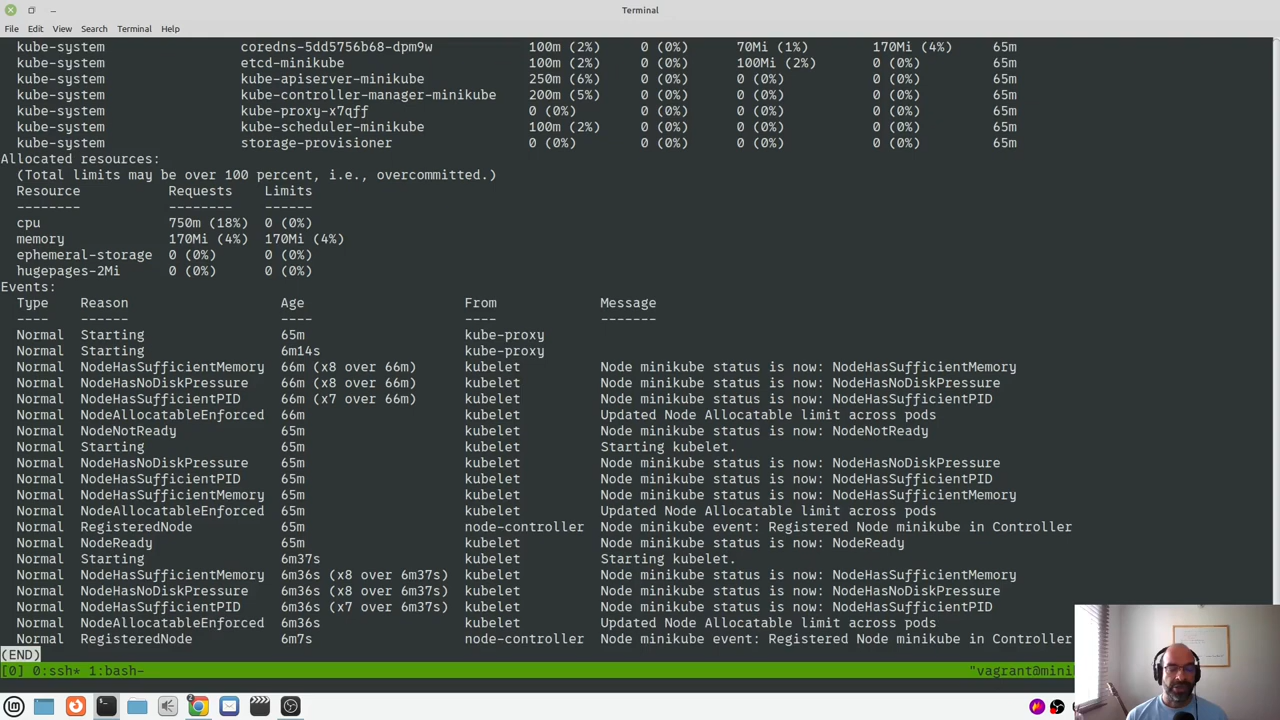 Terminal
File Edit View Search Terminal Help
kube-system coredns-5dd5756b68-dpm9w 100m (2%) 0 (0%) 70Mi (1%) 170Mi (4%) 65m
kube-system etcd-minikube 100m (2%) 0 (0%) 100Mi (2%) 0 (0%) 65m
kube-system kube-apiserver-minikube 250m (6%) 0 (0%) 0 (0%) 0 (0%) 65m
kube-system kube-controller-manager-minikube 200m (5%) 0 (0%) 0 (0%) 0 (0%) 65m
kube-system kube-proxy-x7qff 0 (0%) 0 (0%) 0 (0%) 0 (0%) 65m
kube-system kube-scheduler-minikube 100m (2%) 0 (0%) 0 (0%) 0 (0%) 65m
kube-system storage-provisioner 0 (0%) 0 (0%) 0 (0%) 0 (0%) 65m
Allocated resources:
(Total limits may be over 100 percent, i.e., overcommitted.)
Resource Requests Limits
-------- -------- ------
cpu 750m (18%) 0 (0%)
memory 170Mi (4%) 170Mi (4%)
ephemeral-storage 0 (0%) 0 (0%)
hugepages-2Mi 0 (0%) 0 (0%)
Events:
Type Reason Age From Message
---- ------ ---- ---- -------
Normal Starting 65m kube-proxy
Normal Starting 6m14s kube-proxy
Normal NodeHasSufficientMemory 66m (x8 over 66m) kubelet Node minikube status is now: NodeHasSufficientMemory
Normal NodeHasNoDiskPressure 66m (x8 over 66m) kubelet Node minikube status is now: NodeHasNoDiskPressure
Normal NodeHasSufficientPID 66m (x7 over 66m) kubelet Node minikube status is now: NodeHasSufficientPID
Normal NodeAllocatableEnforced 66m kubelet Updated Node Allocatable limit across pods
Normal NodeNotReady 65m kubelet Node minikube status is now: NodeNotReady
Normal Starting 65m kubelet Starting kubelet.
Normal NodeHasNoDiskPressure 65m kubelet Node minikube status is now: NodeHasNoDiskPressure
Normal NodeHasSufficientPID 65m kubelet Node minikube status is now: NodeHasSufficientPID
Normal NodeHasSufficientMemory 65m kubelet Node minikube status is now: NodeHasSufficientMemory
Normal NodeAllocatableEnforced 65m kubelet Updated Node Allocatable limit across pods
Normal RegisteredNode 65m node-controller Node minikube event: Registered Node minikube in Controller
Normal NodeReady 65m kubelet Node minikube status is now: NodeReady
Normal Starting 6m37s kubelet Starting kubelet.
Normal NodeHasSufficientMemory 6m36s (x8 over 6m37s) kubelet Node minikube status is now: NodeHasSufficientMemory
Normal NodeHasNoDiskPressure 6m36s (x8 over 6m37s) kubelet Node minikube status is now: NodeHasNoDiskPressure
Normal NodeHasSufficientPID 6m36s (x7 over 6m37s) kubelet Node minikube status is now: NodeHasSufficientPID
Normal NodeAllocatableEnforced 6m36s kubelet Updated Node Allocatable limit across pods
Normal RegisteredNode 6m7s node-controller Node minikube event: Registered Node minikube in Controller
(END)
[0] 0:ssh* 1:bash- "vagrant@mini
2